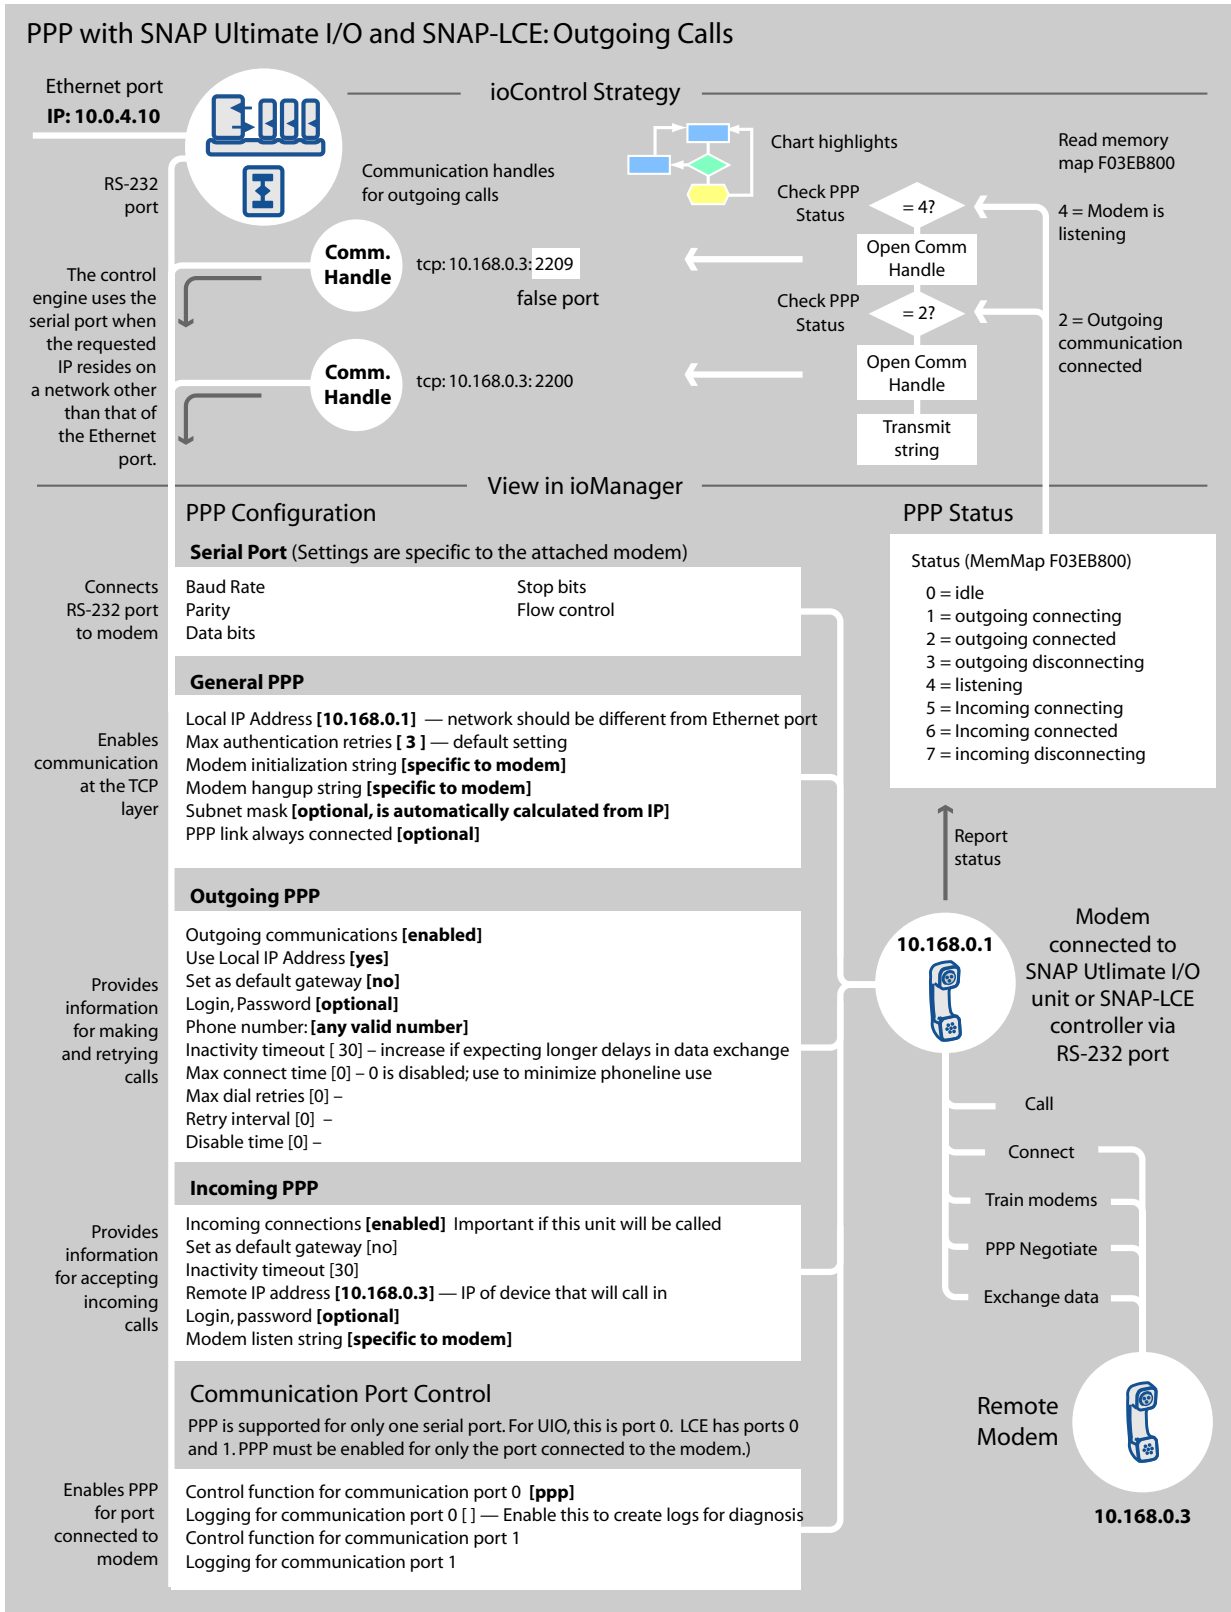 PPP with SNAP Ultimate I/O and SNAP-LCE: Outgoing Calls
Ethernet port
IP: 10.0.4.10
ioControl Strategy
RS-232
port
Communication handles
for outgoing calls
Chart highlights
Read memory
map F03EB800
Check PPP
Status
= 4?
4 = Modem is
listening
Open Comm
Handle
Comm.
Handle
tcp: 10.168.0.3: 2209
false port
The control
engine uses the
serial port when
the requested
IP resides on
a network other
than that of
the Ethernet
port.
Check PPP
Status
= 2?
2 = Outgoing
communication
connected
Open Comm
Handle
Comm.
Handle
tcp: 10.168.0.3: 2200
Transmit
string
View in ioManager
PPP Configuration
Serial Port (Settings are specific to the attached modem)
Connects
RS-232 port
to modem
Baud Rate
Parity
Data bits
Stop bits
Flow control
General PPP
Enables
communication
at the TCP
layer
Local IP Address [10.168.0.1] — network should be different from Ethernet port
Max authentication retries [ 3 ] — default setting
Modem initialization string [specific to modem]
Modem hangup string [specific to modem]
Subnet mask [optional, is automatically calculated from IP]
PPP link always connected [optional]
Outgoing PPP
Provides
information
for making
and retrying
calls
Outgoing communications [enabled]
Use Local IP Address [yes]
Set as default gateway [no]
Login, Password [optional]
Phone number: [any valid number]
Inactivity timeout [ 30] – increase if expecting longer delays in data exchange
Max connect time [0] – 0 is disabled; use to minimize phoneline use
Max dial retries [0] –
Retry interval [0] –
Disable time [0] –
Incoming PPP
Provides
information
for accepting
incoming
calls
Incoming connections [enabled] Important if this unit will be called
Set as default gateway [no]
Inactivity timeout [30]
Remote IP address [10.168.0.3] — IP of device that will call in
Login, password [optional]
Modem listen string [specific to modem]
Communication Port Control
PPP is supported for only one serial port. For UIO, this is port 0. LCE has ports 0
and 1. PPP must be enabled for only the port connected to the modem.)
Enables PPP
for port
connected to
modem
Control function for communication port 0 [ppp]
Logging for communication port 0 [ ] — Enable this to create logs for diagnosis
Control function for communication port 1
Logging for communication port 1
PPP Status
Status (MemMap F03EB800)
0 = idle
1 = outgoing connecting
2 = outgoing connected
3 = outgoing disconnecting
4 = listening
5 = Incoming connecting
6 = Incoming connected
7 = incoming disconnecting
Report
status
10.168.0.1
Modem
connected to
SNAP Utlimate I/O
unit or SNAP-LCE
controller via
RS-232 port
Call
Connect
Train modems
PPP Negotiate
Exchange data
Remote
Modem
10.168.0.3